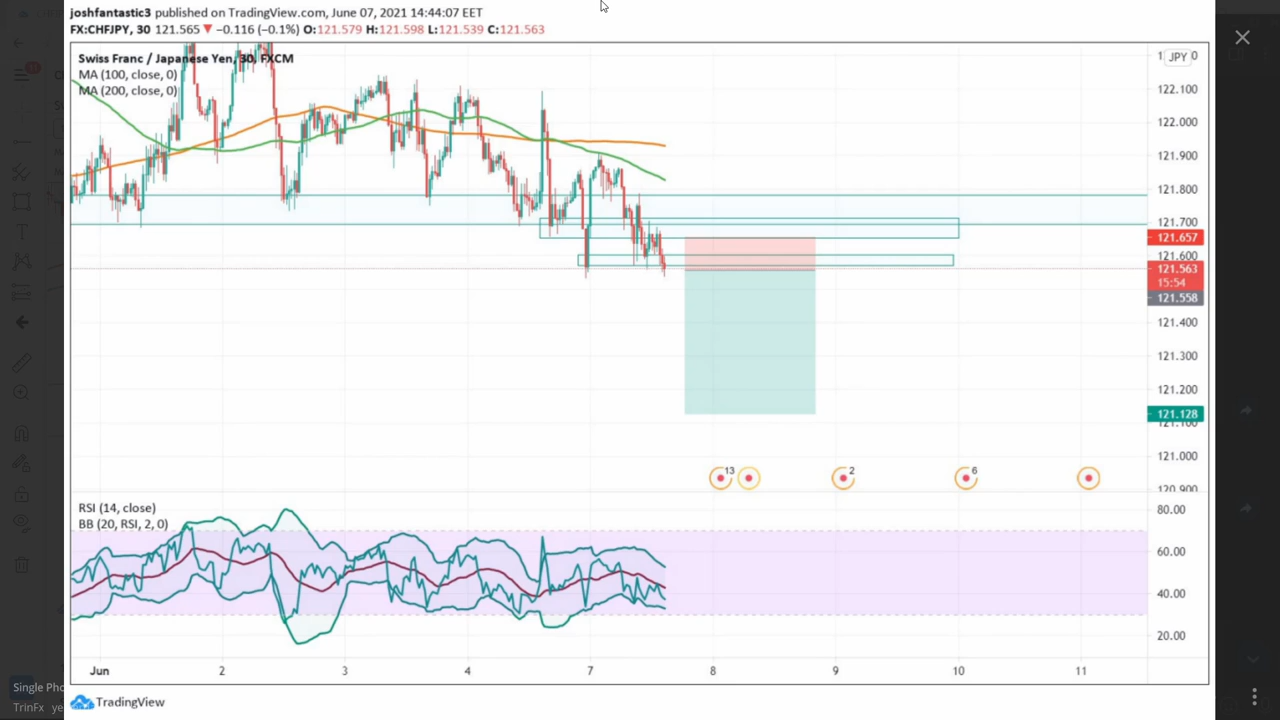 joshfantastic3 published on TradingView.com, June 07, 2021 14:44:07 EET
FX:CHFJPY, 30 121.565 ▼ −0.116 (−0.1%) O:121.579 H:121.598 L:121.539 C:121.563
Swiss Franc / Japanese Yen, 30, FXCM
MA (100, close, 0)
MA (200, close, 0)
JPY
122.100
122.000
121.900
121.800
121.700
121.657
121.600
121.563
15:54
121.558
121.400
121.300
121.200
121.128
121.100
121.000
120.900
13
2
6
RSI (14, close)
BB (20, RSI, 2, 0)
80.00
60.00
40.00
20.00
Jun
2
3
4
7
8
9
10
11
TradingView
Single Pho
TrinFx ye